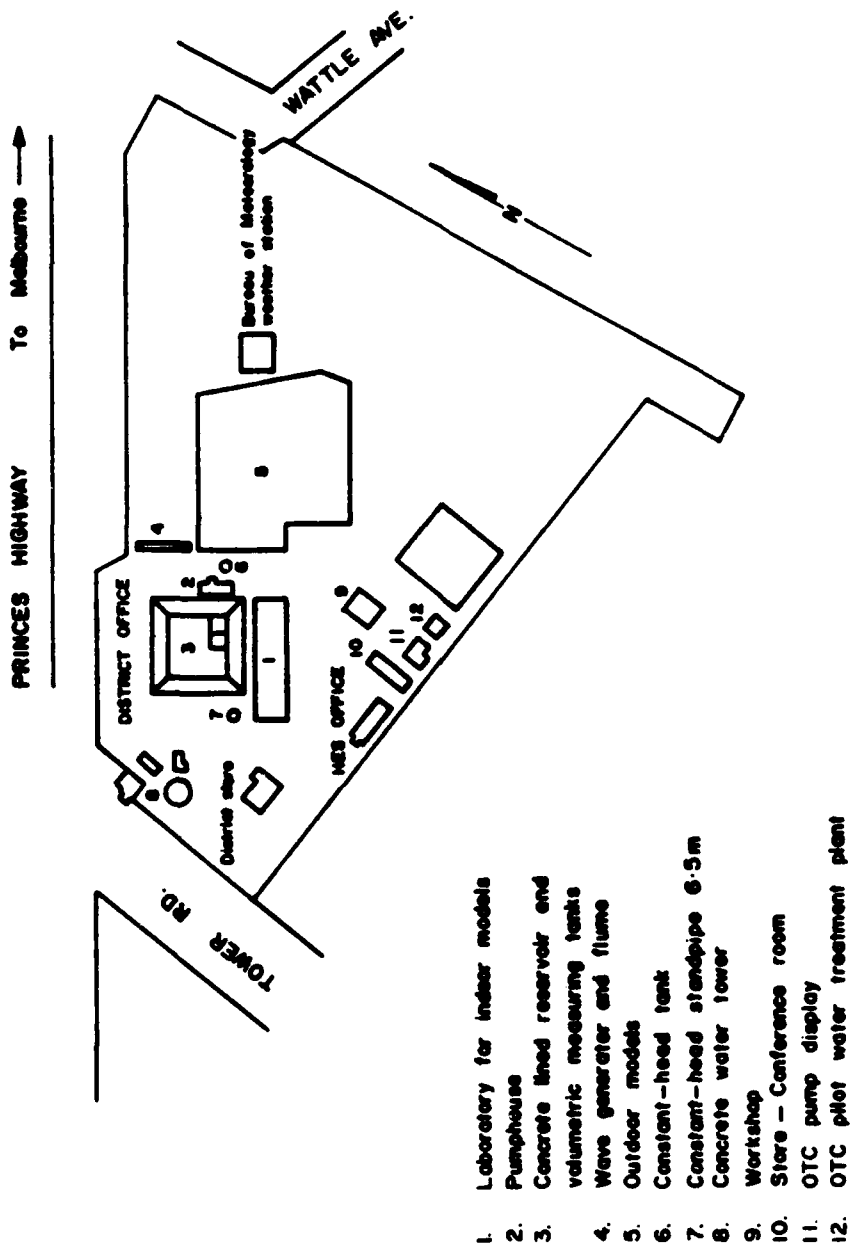 PRINCES HIGHWAY To Melbourne
WATTLE AVE.
4
DISTRICT OFFICE
2
6
3
5
Bureau of Meteorology
weather station
7
1
8
District store
9
10
11
12
HES OFFICE
N
TOWER RD.
1. Laboratory for indoor models
2. Pumphouse
3. Concrete lined reservoir and
volumetric measuring tanks
4. Wave generator and flume
5. Outdoor models
6. Constant-head tank
7. Constant-head standpipe 6·5m
8. Concrete water tower
9. Workshop
10. Store - Conference room
11. OTC pump display
12. OTC pilot water treatment plant